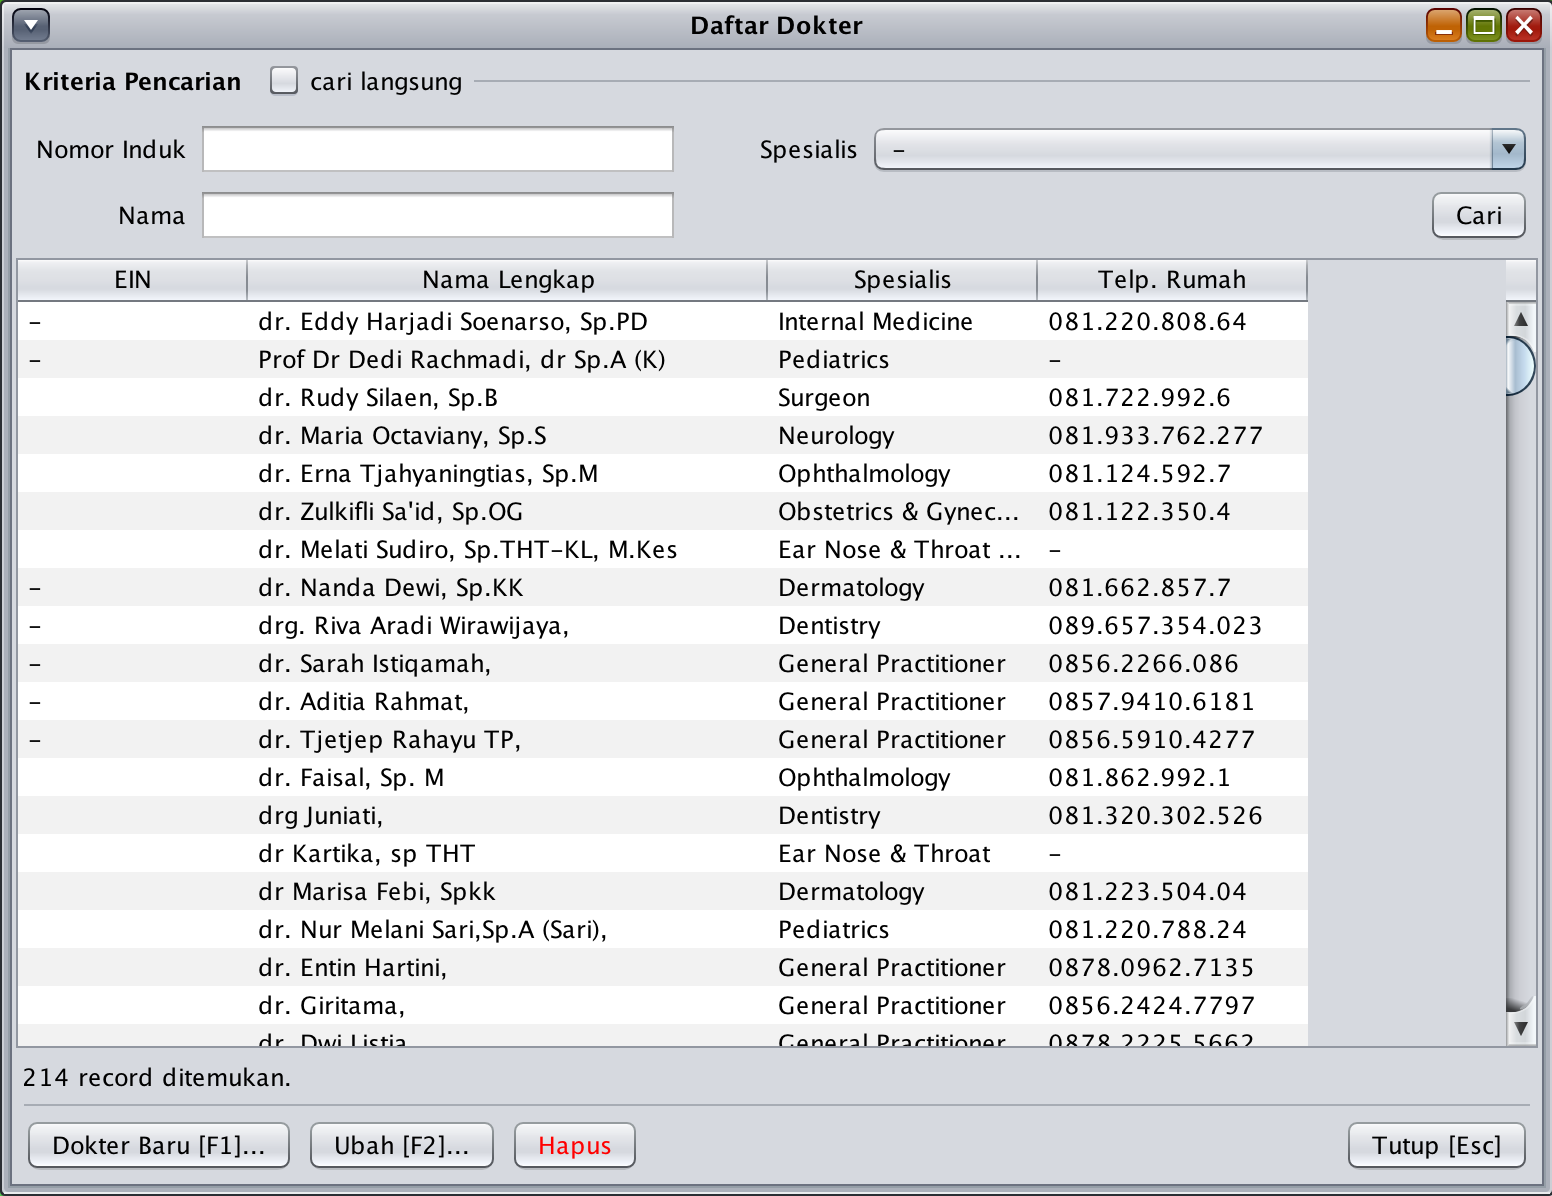 Daftar Dokter
Kriteria Pencarian cari langsung
Nomor Induk Spesialis –
Nama Cari
EIN Nama Lengkap Spesialis Telp. Rumah
– dr. Eddy Harjadi Soenarso, Sp.PD Internal Medicine 081.220.808.64
– Prof Dr Dedi Rachmadi, dr Sp.A (K) Pediatrics –
dr. Rudy Silaen, Sp.B Surgeon 081.722.992.6
dr. Maria Octaviany, Sp.S Neurology 081.933.762.277
dr. Erna Tjahyaningtias, Sp.M Ophthalmology 081.124.592.7
dr. Zulkifli Sa'id, Sp.OG Obstetrics & Gynec... 081.122.350.4
dr. Melati Sudiro, Sp.THT-KL, M.Kes Ear Nose & Throat ... –
– dr. Nanda Dewi, Sp.KK Dermatology 081.662.857.7
– drg. Riva Aradi Wirawijaya, Dentistry 089.657.354.023
– dr. Sarah Istiqamah, General Practitioner 0856.2266.086
– dr. Aditia Rahmat, General Practitioner 0857.9410.6181
– dr. Tjetjep Rahayu TP, General Practitioner 0856.5910.4277
dr. Faisal, Sp. M Ophthalmology 081.862.992.1
drg Juniati, Dentistry 081.320.302.526
dr Kartika, sp THT Ear Nose & Throat –
dr Marisa Febi, Spkk Dermatology 081.223.504.04
dr. Nur Melani Sari,Sp.A (Sari), Pediatrics 081.220.788.24
dr. Entin Hartini, General Practitioner 0878.0962.7135
dr. Giritama, General Practitioner 0856.2424.7797
dr. Dwi Listia General Practitioner 0878.2225.5662
214 record ditemukan.
Dokter Baru [F1]... Ubah [F2]... Hapus Tutup [Esc]